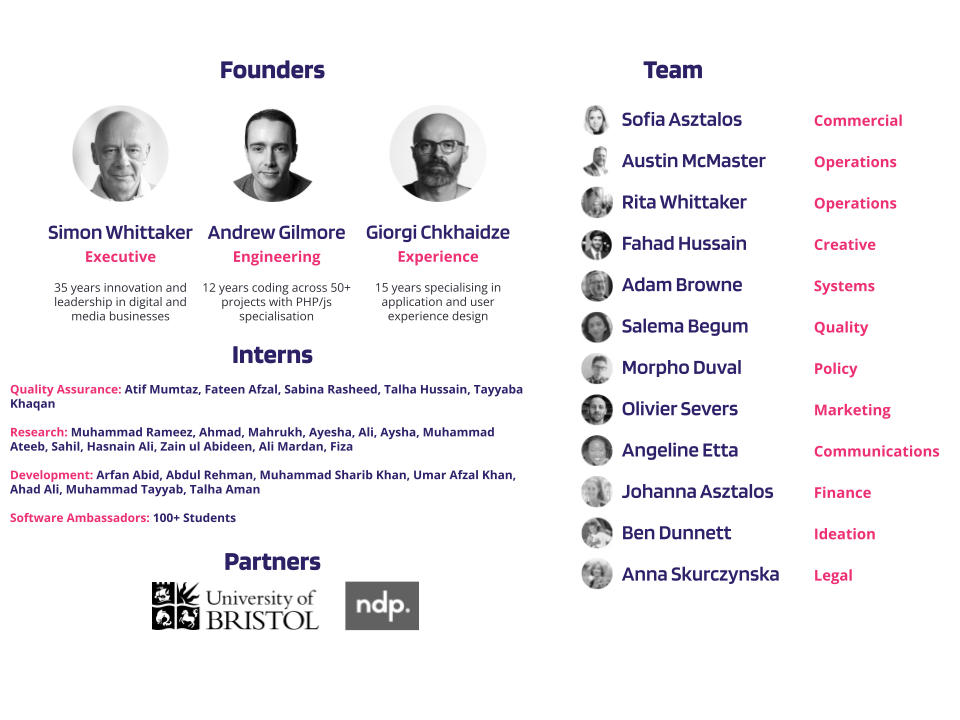 Founders
Simon Whittaker
Executive
35 years innovation and
leadership in digital and
media businesses
Andrew Gilmore
Engineering
12 years coding across 50+
projects with PHP/js
specialisation
Giorgi Chkhaidze
Experience
15 years specialising in
application and user
experience design
Interns
Quality Assurance: Atif Mumtaz, Fateen Afzal, Sabina Rasheed, Talha Hussain, Tayyaba
Khaqan
Research: Muhammad Rameez, Ahmad, Mahrukh, Ayesha, Ali, Aysha, Muhammad
Ateeb, Sahil, Hasnain Ali, Zain ul Abideen, Ali Mardan, Fiza
Development: Arfan Abid, Abdul Rehman, Muhammad Sharib Khan, Umar Afzal Khan,
Ahad Ali, Muhammad Tayyab, Talha Aman
Software Ambassadors: 100+ Students
Partners
University of
BRISTOL
ndp.
Team
Sofia Asztalos Commercial
Austin McMaster Operations
Rita Whittaker Operations
Fahad Hussain Creative
Adam Browne Systems
Salema Begum Quality
Morpho Duval Policy
Olivier Severs Marketing
Angeline Etta Communications
Johanna Asztalos Finance
Ben Dunnett Ideation
Anna Skurczynska Legal